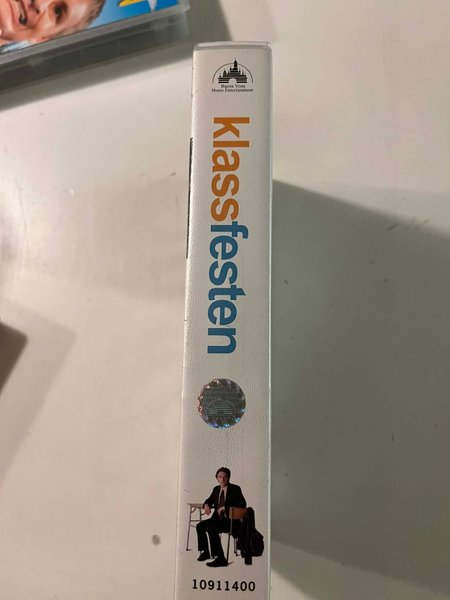 Buena Vista
Home Entertainment
klassfesten
10911400